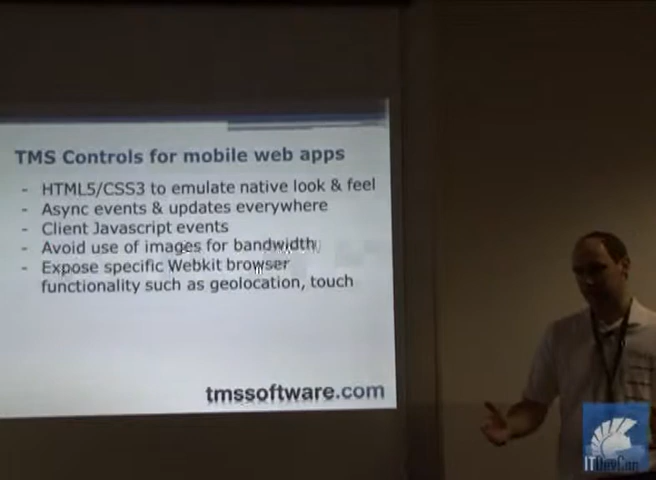 TMS Controls for mobile web apps
- HTML5/CSS3 to emulate native look & feel
- Async events & updates everywhere
- Client Javascript events
- Avoid use of images for bandwidth
- Expose specific Webkit browser
functionality such as geolocation, touch
tmssoftware.com
ITDevCon